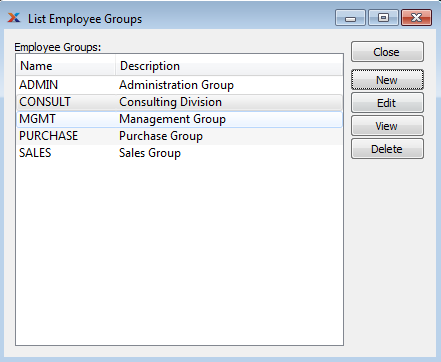 List Employee Groups
Employee Groups:
Close
Name Description
New
ADMIN Administration Group
CONSULT Consulting Division
Edit
MGMT Management Group
View
PURCHASE Purchase Group
Delete
SALES Sales Group